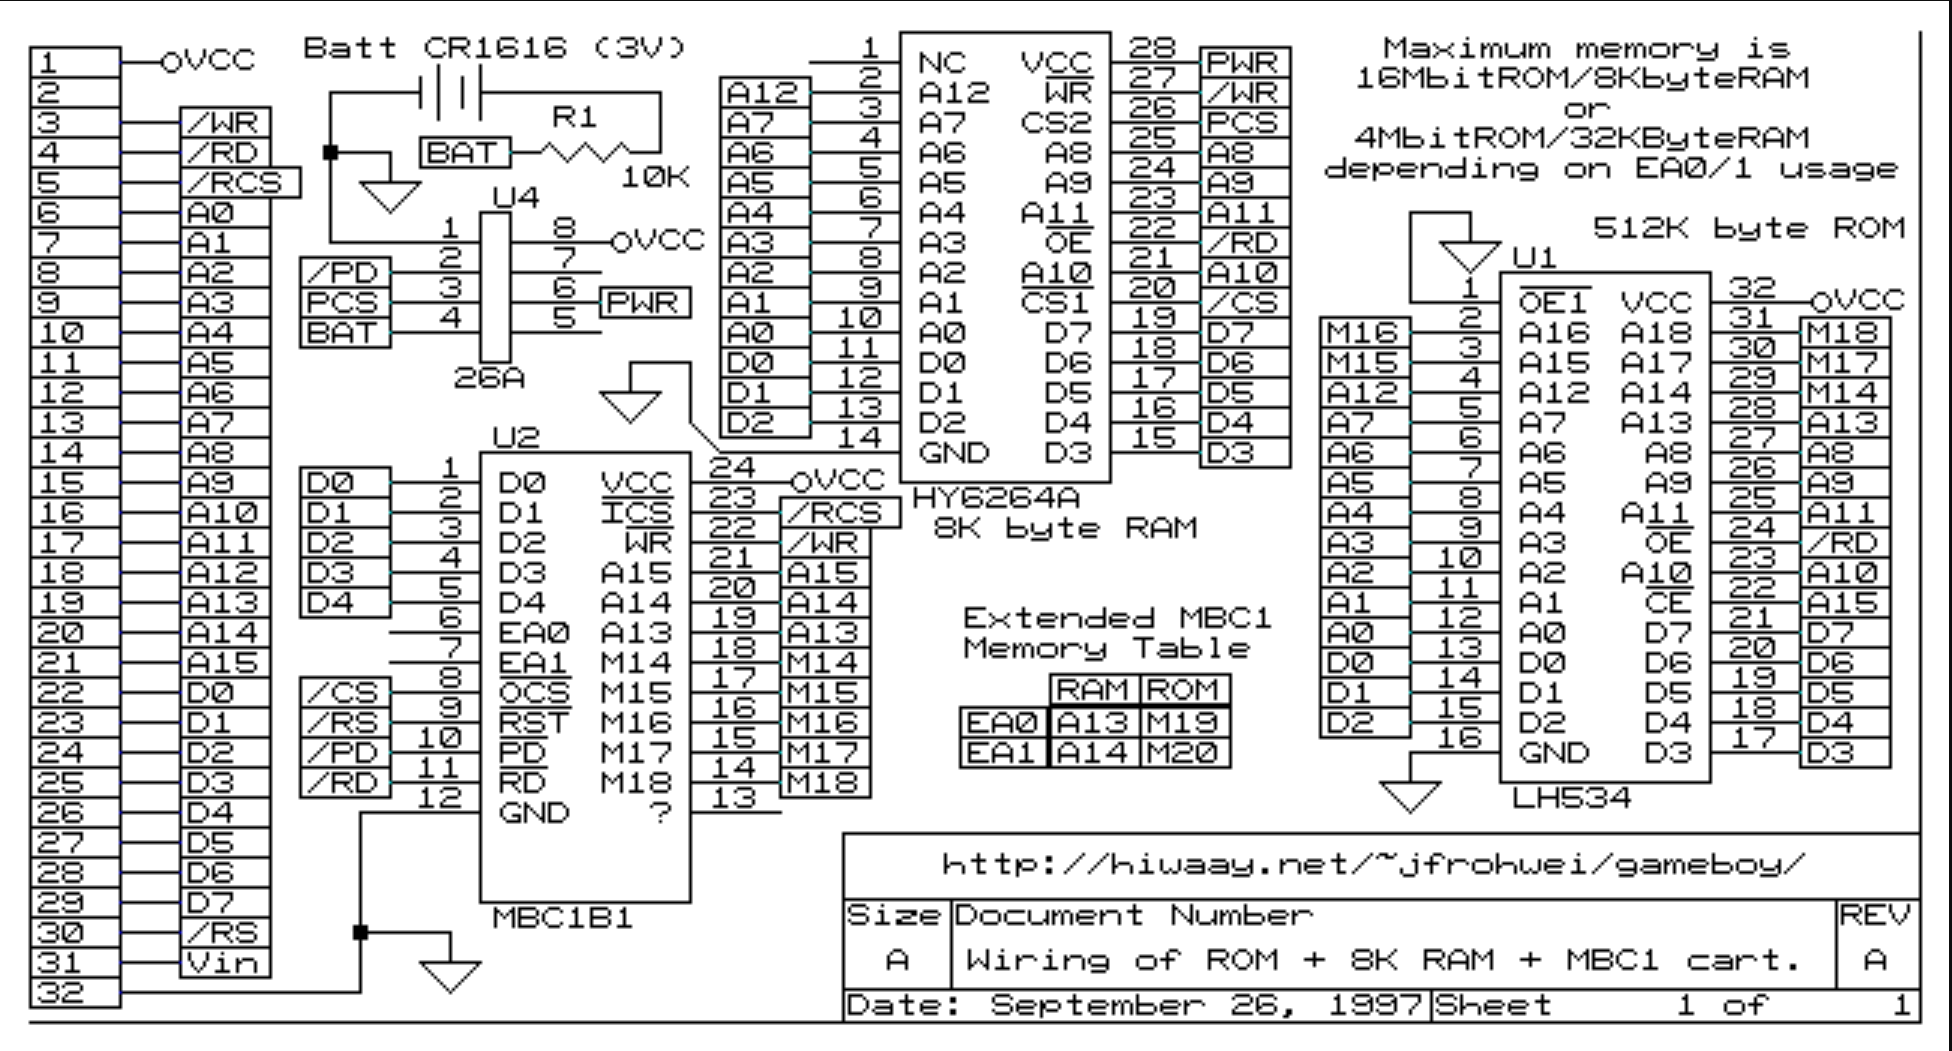 1 VCC
2
3 /WR
4 /RD
5 /RCS
6 A0
7 A1
8 A2
9 A3
10 A4
11 A5
12 A6
13 A7
14 A8
15 A9
16 A10
17 A11
18 A12
19 A13
20 A14
21 A15
22 D0
23 D1
24 D2
25 D3
26 D4
27 D5
28 D6
29 D7
30 /RS
31 Vin
32
Batt CR1616 (3V)
R1
BAT
10K
U4
1 8 VCC
/PD 2 7
PCS 3 6 PWR
BAT 4 5
26A
U2
D0 1 D0 VCC 24 VCC
D1 2 D1 ICS 23 /RCS
D2 3 D2 WR 22 /WR
D3 4 D3 A15 21 A15
D4 5 D4 A14 20 A14
6 EA0 A13 19 A13
7 EA1 M14 18 M14
/CS 8 OCS M15 17 M15
/RS 9 RST M16 16 M16
/PD 10 PD M17 15 M17
/RD 11 RD M18 14 M18
12 GND ? 13
MBC1B1
1 NC VCC 28 PWR
A12 2 A12 WR 27 /WR
A7 3 A7 CS2 26 PCS
A6 4 A6 A8 25 A8
A5 5 A5 A9 24 A9
A4 6 A4 A11 23 A11
A3 7 A3 OE 22 /RD
A2 8 A2 A10 21 A10
A1 9 A1 CS1 20 /CS
A0 10 A0 D7 19 D7
D0 11 D0 D6 18 D6
D1 12 D1 D5 17 D5
D2 13 D2 D4 16 D4
14 GND D3 15 D3
HY6264A
8K byte RAM
Extended MBC1
Memory Table
RAM ROM
EA0 A13 M19
EA1 A14 M20
Maximum memory is
16MbitROM/8KbyteRAM
or
4MbitROM/32KByteRAM
depending on EA0/1 usage
512K byte ROM
U1
1 OE1 VCC 32 VCC
M16 2 A16 A18 31 M18
M15 3 A15 A17 30 M17
A12 4 A12 A14 29 M14
A7 5 A7 A13 28 A13
A6 6 A6 A8 27 A8
A5 7 A5 A9 26 A9
A4 8 A4 A11 25 A11
A3 9 A3 OE 24 /RD
A2 10 A2 A10 23 A10
A1 11 A1 CE 22 A15
A0 12 A0 D7 21 D7
D0 13 D0 D6 20 D6
D1 14 D1 D5 19 D5
D2 15 D2 D4 18 D4
16 GND D3 17 D3
LH534
http://hiwaay.net/~jfrohwei/gameboy/
Size Document Number REV
A Wiring of ROM + 8K RAM + MBC1 cart. A
Date: September 26, 1997 Sheet 1 of 1